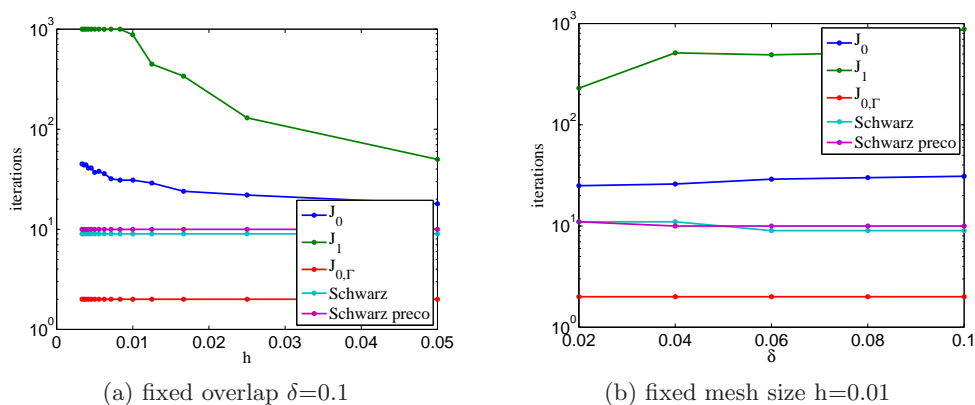 10^3
10^2
10^1
10^0
iterations
0 0.01 0.02 0.03 0.04 0.05
h
J_0
J_1
J_{0,Γ}
Schwarz
Schwarz preco
(a) fixed overlap δ=0.1
10^3
10^2
10^1
10^0
iterations
0.02 0.04 0.06 0.08 0.1
δ
J_0
J_1
J_{0,Γ}
Schwarz
Schwarz preco
(b) fixed mesh size h=0.01